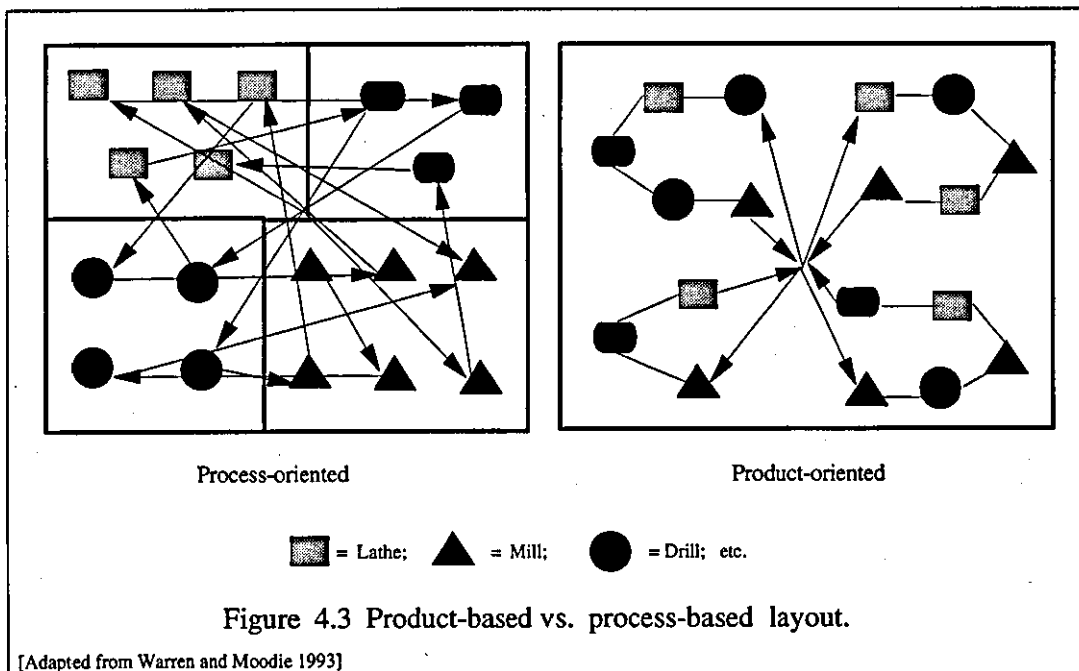 Process-oriented Product-oriented
= Lathe; = Mill; = Drill; etc.
Figure 4.3 Product-based vs. process-based layout.
[Adapted from Warren and Moodie 1993]